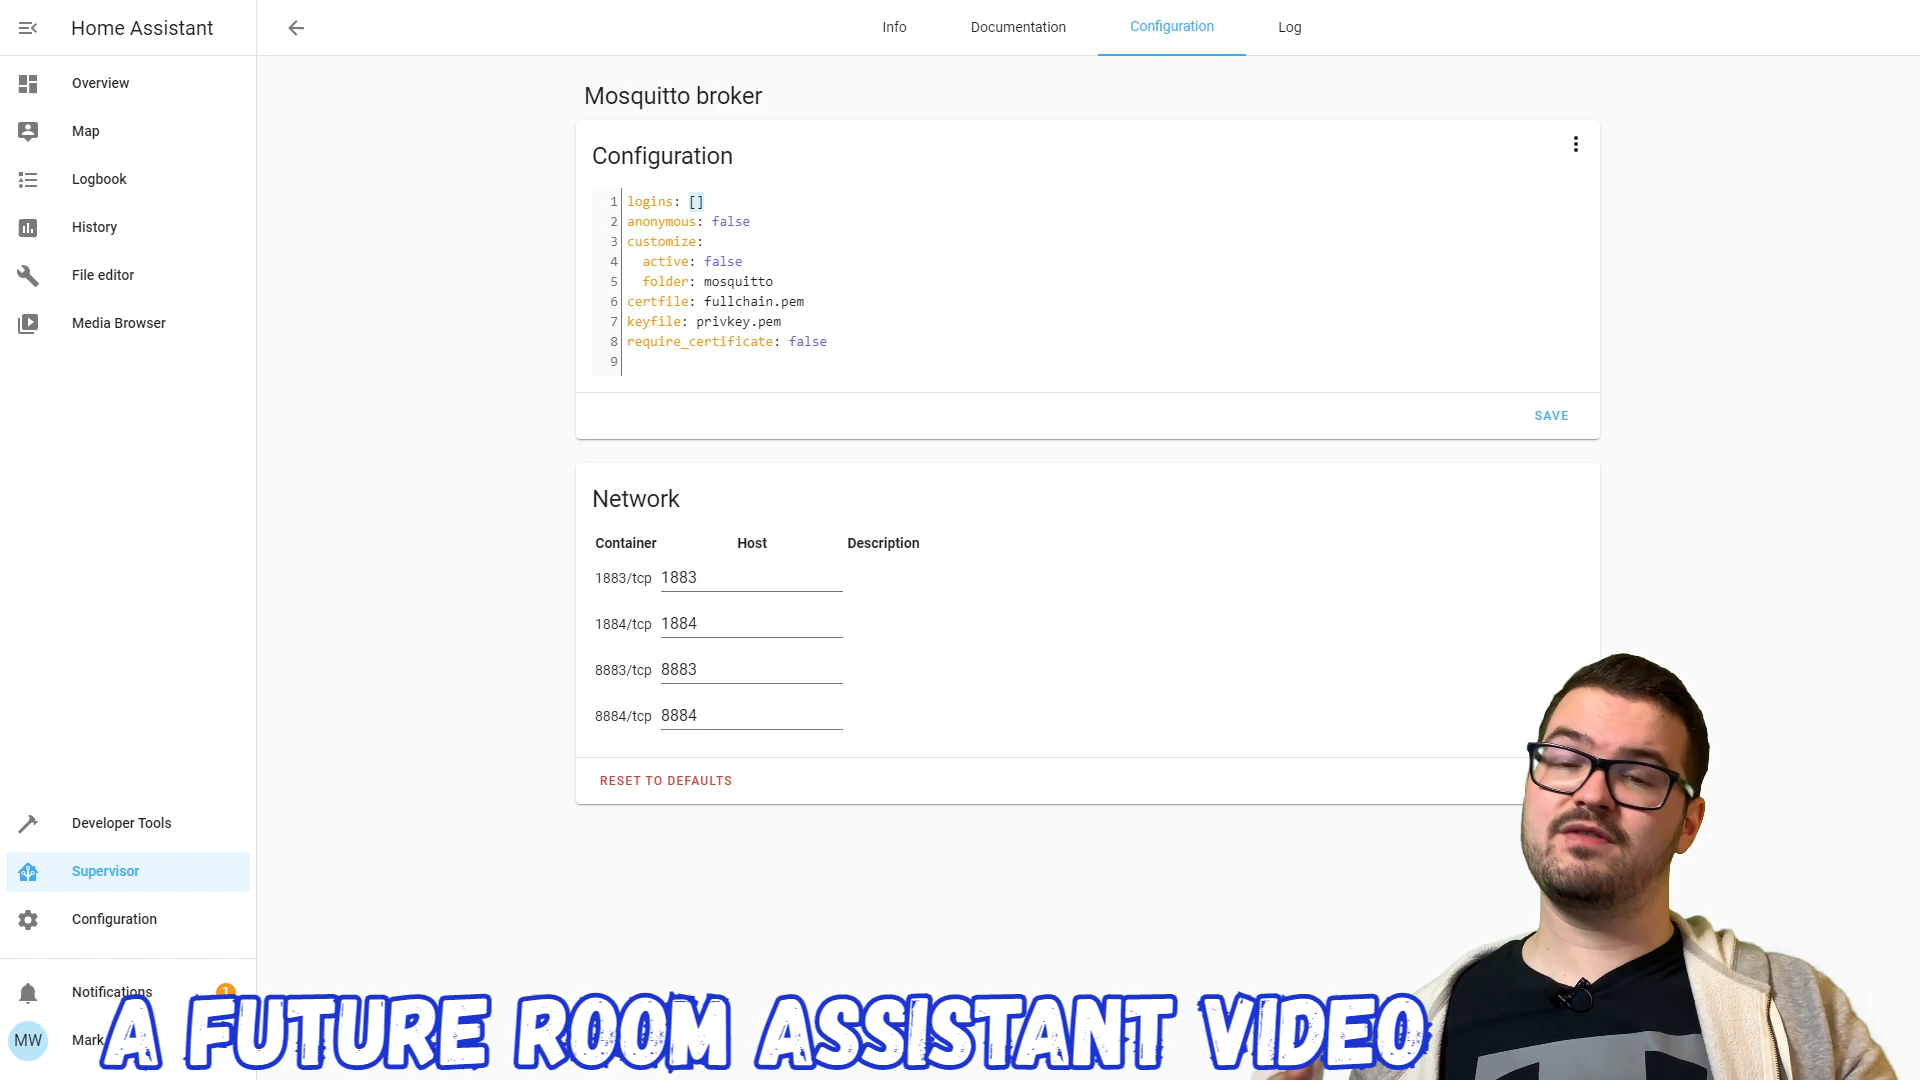 Home Assistant
Info
Documentation
Configuration
Log
Overview
Map
Logbook
History
File editor
Media Browser
Mosquitto broker
Configuration
1 logins: []
2 anonymous: false
3 customize:
4 active: false
5 folder: mosquitto
6 certfile: fullchain.pem
7 keyfile: privkey.pem
8 require_certificate: false
9
SAVE
Network
Container Host Description
1883/tcp 1883
1884/tcp 1884
8883/tcp 8883
8884/tcp 8884
RESET TO DEFAULTS
Developer Tools
Supervisor
Configuration
Notifications 1
MW Mark
A FUTURE ROOM ASSISTANT VIDEO